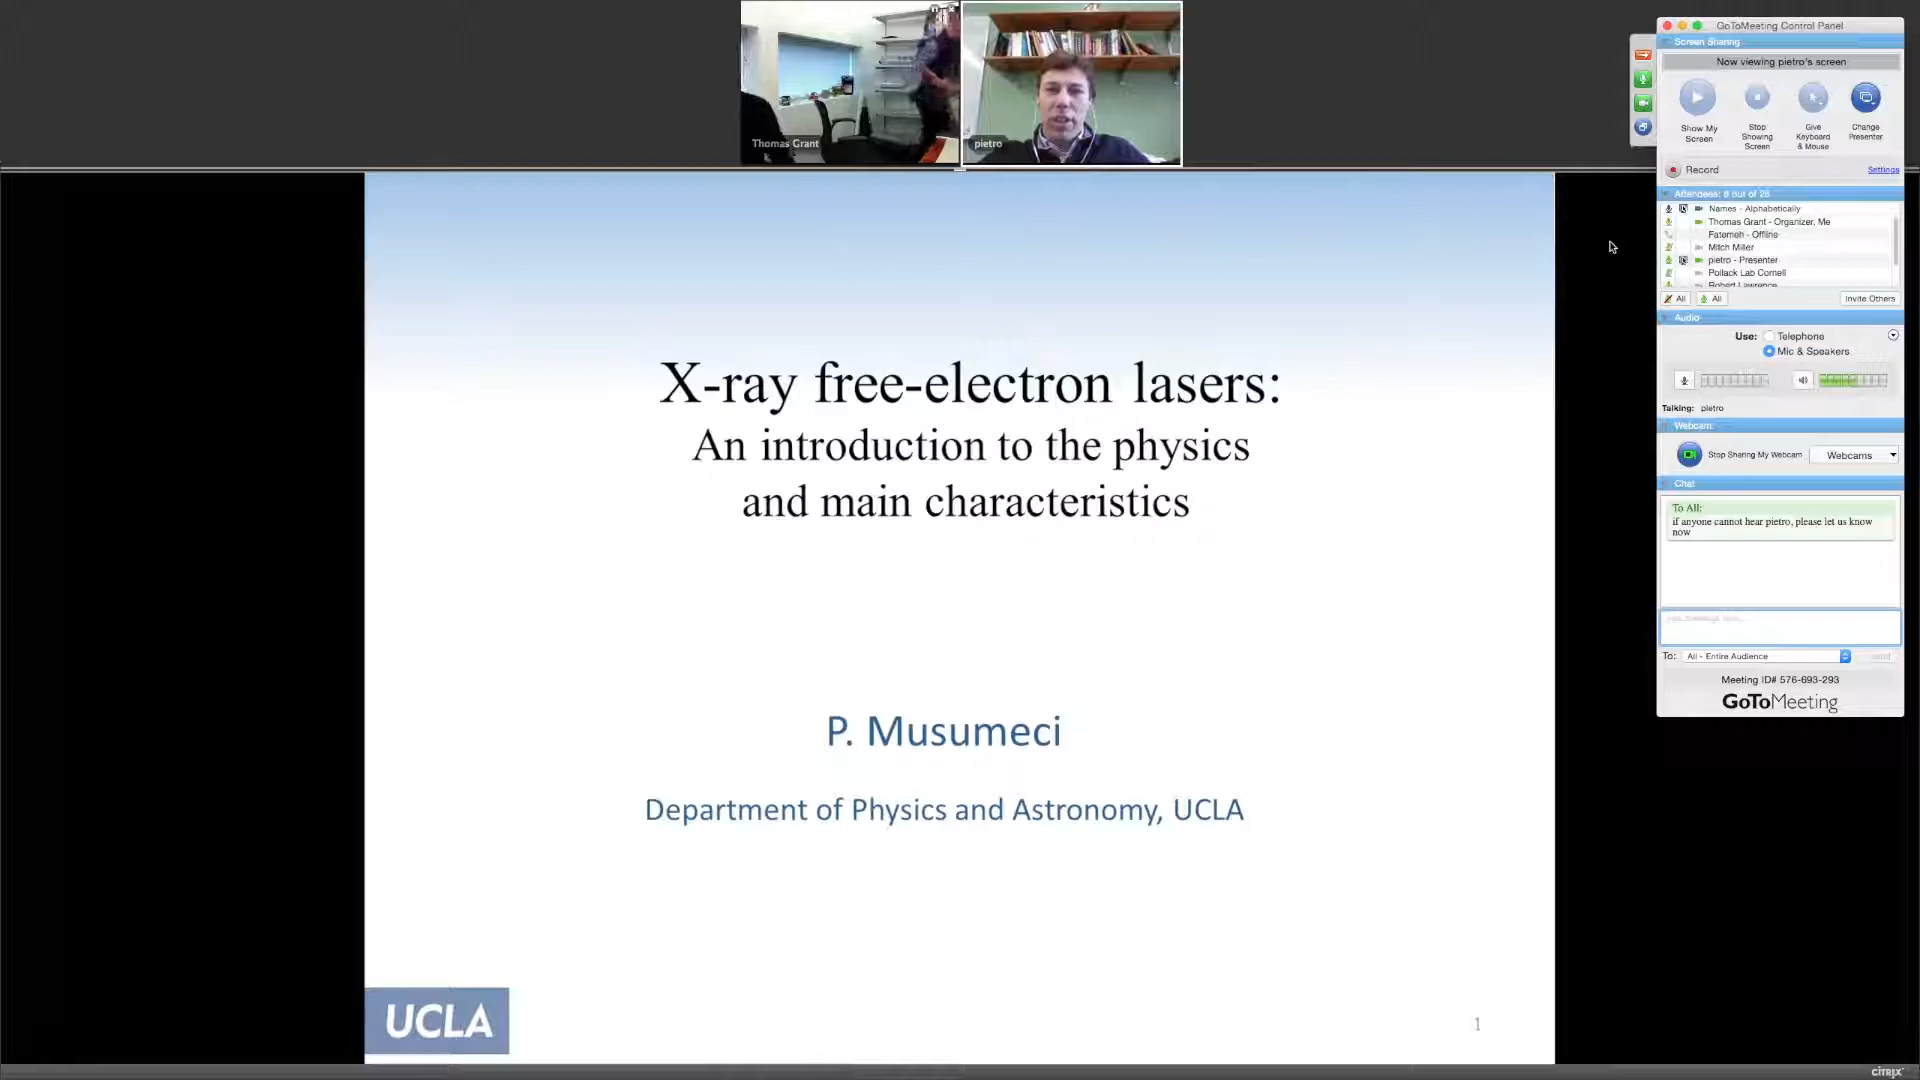 Thomas Grant
pietro
X-ray free-electron lasers:
An introduction to the physics
and main characteristics
P. Musumeci
Department of Physics and Astronomy, UCLA
UCLA
1
GoToMeeting Control Panel
Screen Sharing
Now viewing pietro's screen
Show My
Screen
Stop
Showing
Screen
Give
Keyboard
& Mouse
Change
Presenter
Record
Settings
Attendees: 8 out of 26
Names - Alphabetically
Thomas Grant - Organizer, Me
Fatemeh - Offline
Mitch Miller
pietro - Presenter
Pollack Lab Cornell
Robert Lawrence
All
All
Invite Others
Audio
Use:
Telephone
Mic & Speakers
Talking: pietro
Webcam
Stop Sharing My Webcam
Webcams
Chat
To All:
if anyone cannot hear pietro, please let us know
now
To:
All - Entire Audience
Send
Meeting ID# 576-693-293
GoToMeeting
CITRIX